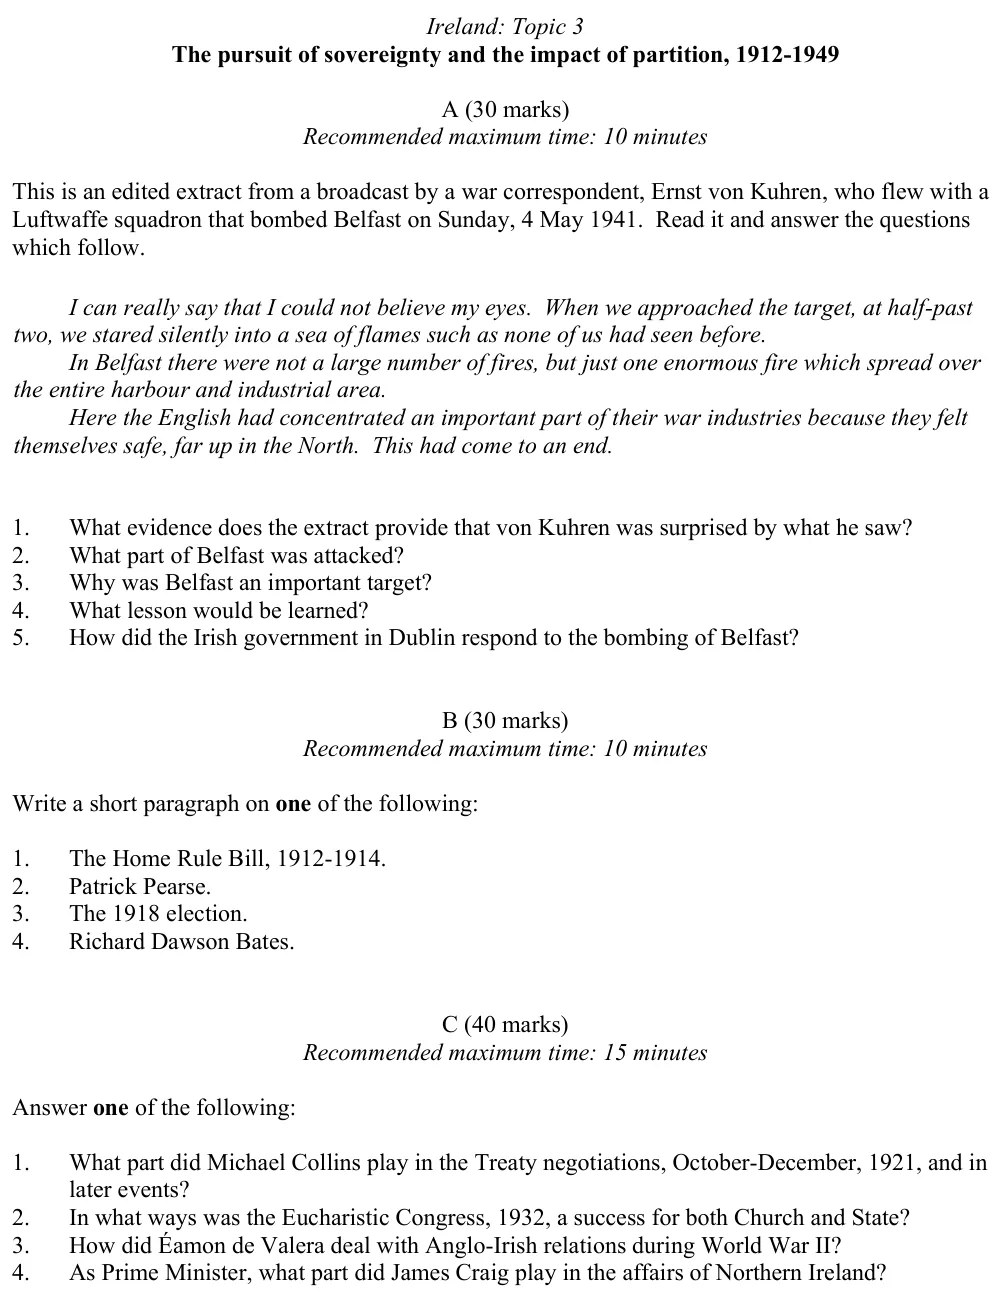 Ireland: Topic 3
The pursuit of sovereignty and the impact of partition, 1912-1949
A (30 marks)
Recommended maximum time: 10 minutes
This is an edited extract from a broadcast by a war correspondent, Ernst von Kuhren, who flew with a
Luftwaffe squadron that bombed Belfast on Sunday, 4 May 1941.  Read it and answer the questions
which follow.
I can really say that I could not believe my eyes.  When we approached the target, at half-past
two, we stared silently into a sea of flames such as none of us had seen before.
In Belfast there were not a large number of fires, but just one enormous fire which spread over
the entire harbour and industrial area.
Here the English had concentrated an important part of their war industries because they felt
themselves safe, far up in the North.  This had come to an end.
1. What evidence does the extract provide that von Kuhren was surprised by what he saw?
2. What part of Belfast was attacked?
3. Why was Belfast an important target?
4. What lesson would be learned?
5. How did the Irish government in Dublin respond to the bombing of Belfast?
B (30 marks)
Recommended maximum time: 10 minutes
Write a short paragraph on one of the following:
1. The Home Rule Bill, 1912-1914.
2. Patrick Pearse.
3. The 1918 election.
4. Richard Dawson Bates.
C (40 marks)
Recommended maximum time: 15 minutes
Answer one of the following:
1. What part did Michael Collins play in the Treaty negotiations, October-December, 1921, and in
later events?
2. In what ways was the Eucharistic Congress, 1932, a success for both Church and State?
3. How did Éamon de Valera deal with Anglo-Irish relations during World War II?
4. As Prime Minister, what part did James Craig play in the affairs of Northern Ireland?